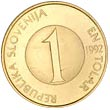 REPUBLIKA SLOVENIJA
EN TOLAR
1992
1